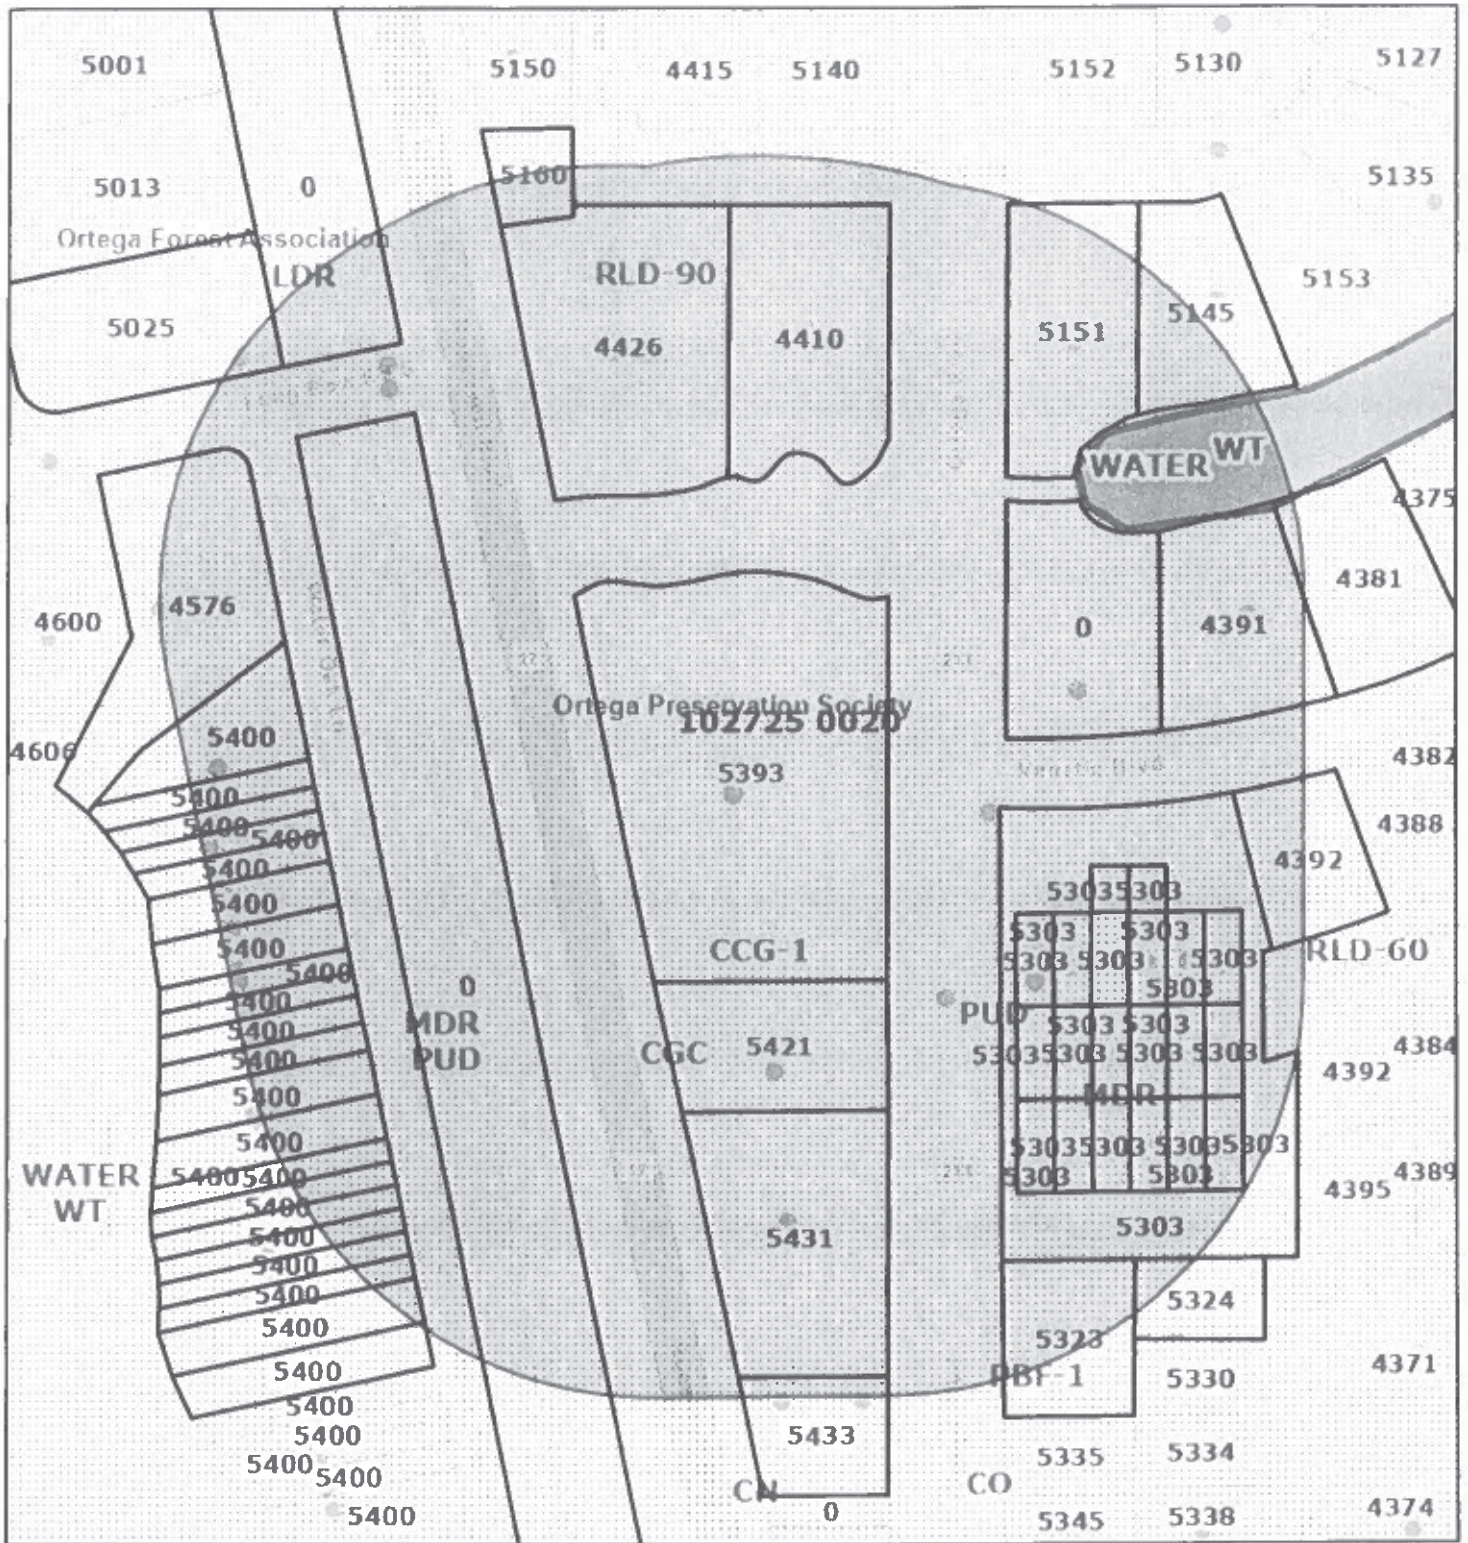 5001
5150 4415 5140 5152 5130 5127
5013 0 5160 5135
Ortega Forest Association
LDR RLD-90 5153
5025 4426 4410 5151 5145
WATER WT
4375
4600 4576 0 4391 4381
Ortega Preservation Society
102725 0020
5400
4606 5393 4382
Venetia Blvd
5400
5400 5400 4388
5400 4392
5400 5303 5303
5400 CCG-1 5303 5303 RLD-60
5400 5303 5303 5303
0 5303
5400 MDR PUD 5303 5303
5400 PUD CGC 5421 5303 5303 5303 5303 4384
5400 4392
5400 MDR
5400 5303 5303 5303 5303
WATER 5400 5400 5303 5303 4389
WT 5400 4395
5400 5431 5303
5400
5400 5324
5400 5323
5400 PBF-1 5330 4371
5400
5400 5433 5335 5334
5400 5400 CN CO
5400 0 5345 5338 4374